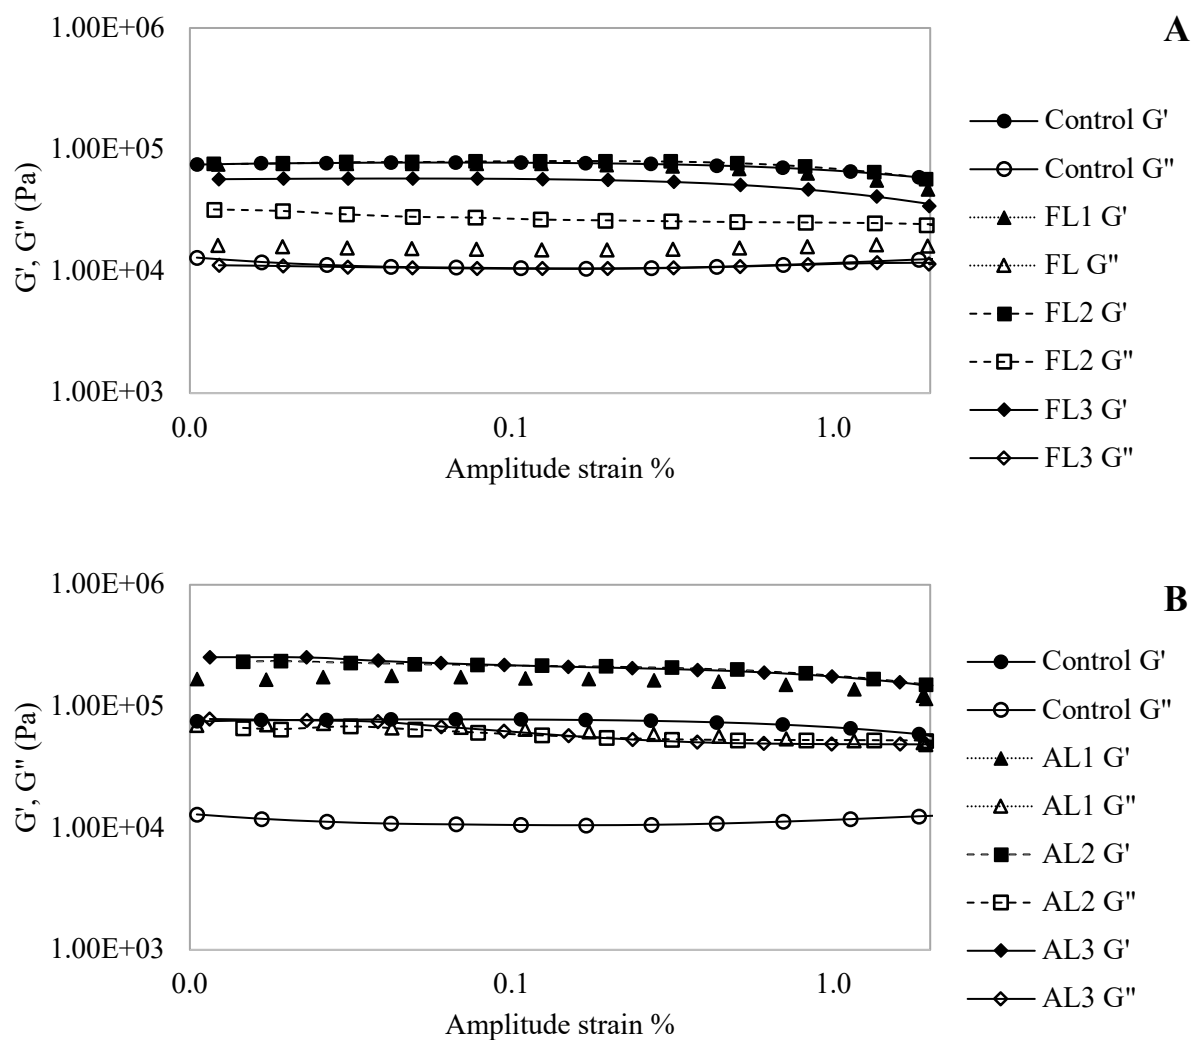 A
1.00E+06
1.00E+05
1.00E+04
1.00E+03
G', G" (Pa)
0.0 0.1 1.0
Amplitude strain %
Control G'
Control G"
FL1 G'
FL G"
FL2 G'
FL2 G"
FL3 G'
FL3 G"
B
1.00E+06
1.00E+05
1.00E+04
1.00E+03
G', G" (Pa)
0.0 0.1 1.0
Amplitude strain %
Control G'
Control G"
AL1 G'
AL1 G"
AL2 G'
AL2 G"
AL3 G'
AL3 G"